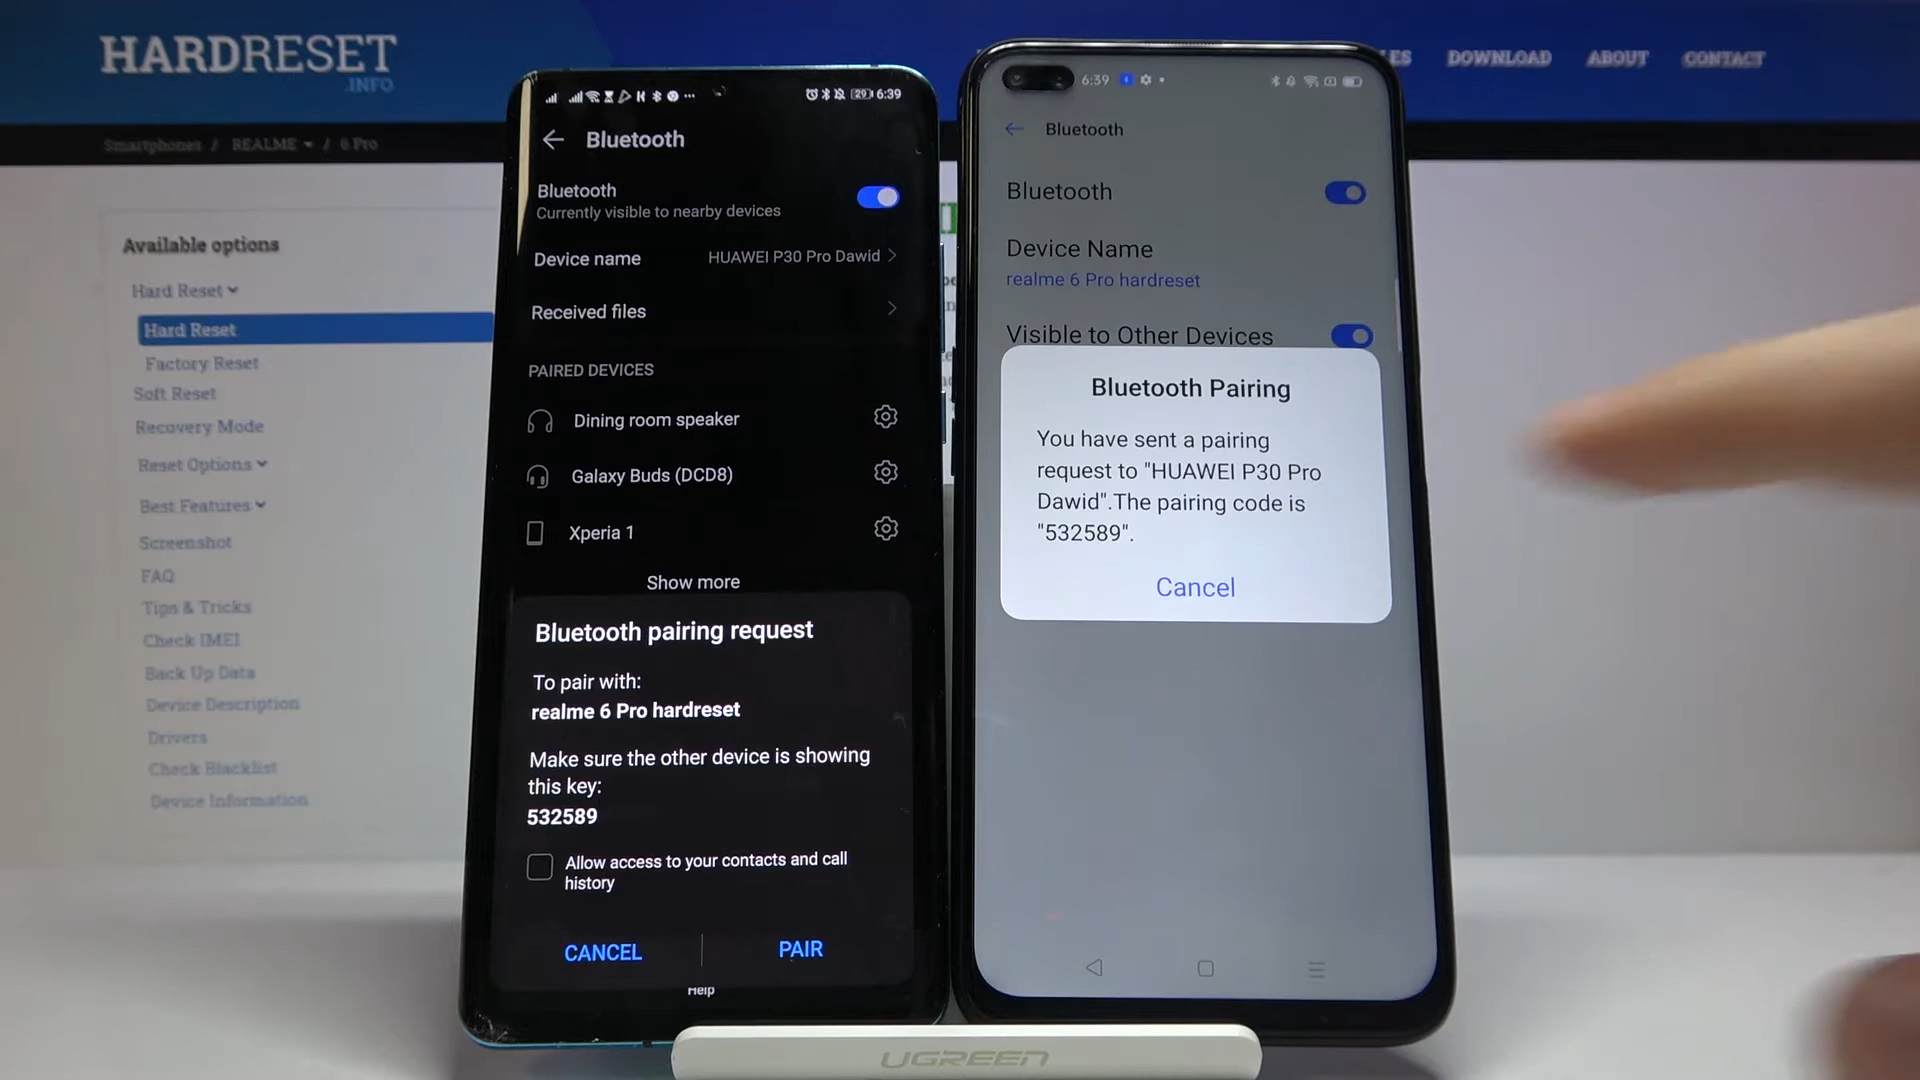 HARDRESET
.INFO
DOWNLOAD
ABOUT
CONTACT
Smartphones / REALME / 6 Pro
Available options
Hard Reset
Hard Reset
Factory Reset
Soft Reset
Recovery Mode
Reset Options
Best Features
Screenshot
FAQ
Tips & Tricks
Check IMEI
Back Up Data
Device Description
Drivers
Check Blacklist
Device Information
29 6:39
Bluetooth
Bluetooth
Currently visible to nearby devices
Device name HUAWEI P30 Pro Dawid
Received files
PAIRED DEVICES
Dining room speaker
Galaxy Buds (DCD8)
Xperia 1
Show more
Bluetooth pairing request
To pair with:
realme 6 Pro hardreset
Make sure the other device is showing
this key:
532589
Allow access to your contacts and call
history
CANCEL PAIR
Help
6:39
Bluetooth
Bluetooth
Device Name
realme 6 Pro hardreset
Visible to Other Devices
Bluetooth Pairing
You have sent a pairing
request to "HUAWEI P30 Pro
Dawid".The pairing code is
"532589".
Cancel
UGREEN